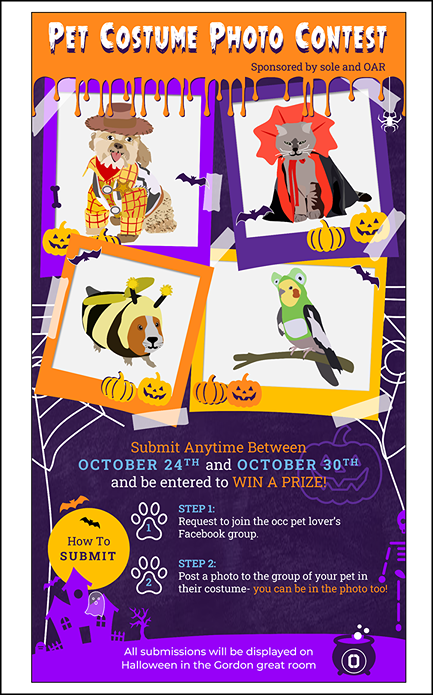 Pet Costume Photo Contest
Sponsored by sole and OAR
Submit Anytime Between
OCTOBER 24TH and OCTOBER 30TH
and be entered to WIN A PRIZE!
How To
SUBMIT
1
STEP 1:
Request to join the occ pet lover's
Facebook group.
2
STEP 2:
Post a photo to the group of your pet in
their costume- you can be in the photo too!
All submissions will be displayed on
Halloween in the Gordon great room
O